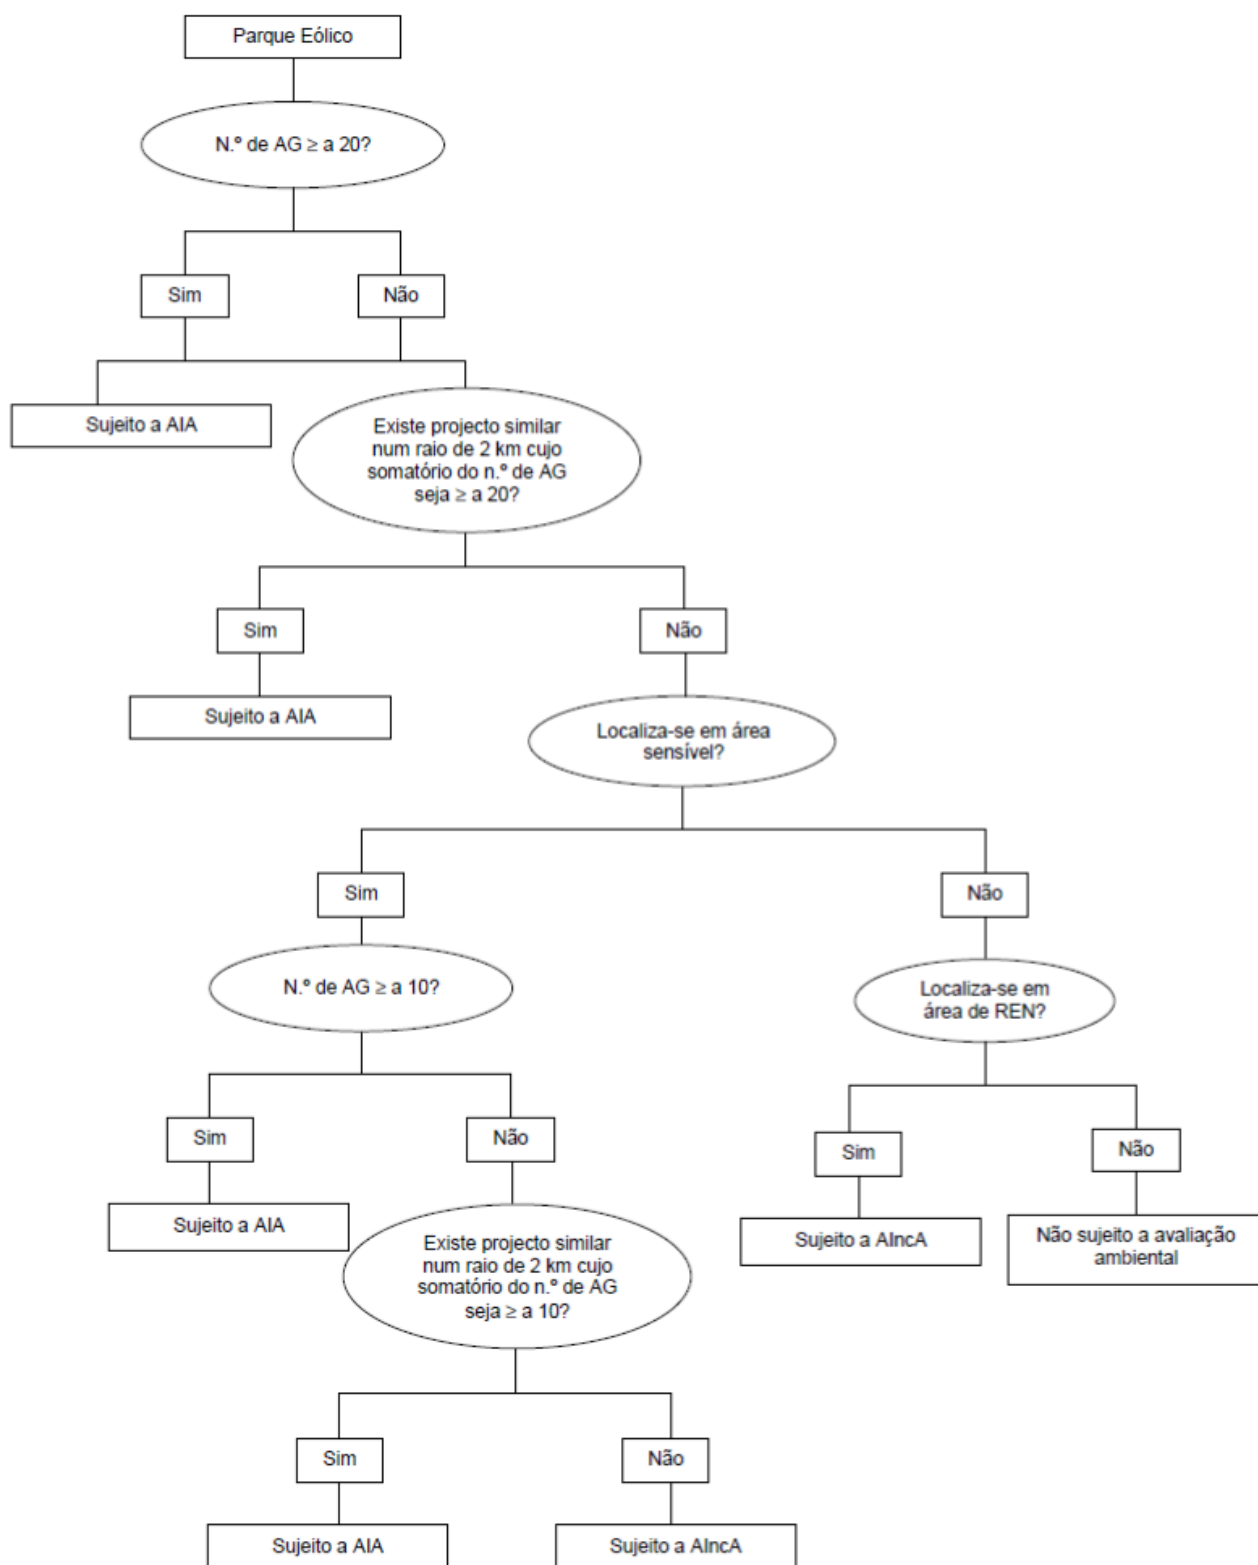 Parque Eólico
N.º de AG ≥ a 20?
Sim
Não
Sujeito a AIA
Existe projecto similar
num raio de 2 km cujo
somatório do n.º de AG
seja ≥ a 20?
Sim
Não
Sujeito a AIA
Localiza-se em área
sensível?
Sim
Não
N.º de AG ≥ a 10?
Localiza-se em
área de REN?
Sim
Não
Sim
Não
Sujeito a AIA
Existe projecto similar
num raio de 2 km cujo
somatório do n.º de AG
seja ≥ a 10?
Sujeito a AIncA
Não sujeito a avaliação
ambiental
Sim
Não
Sujeito a AIA
Sujeito a AIncA